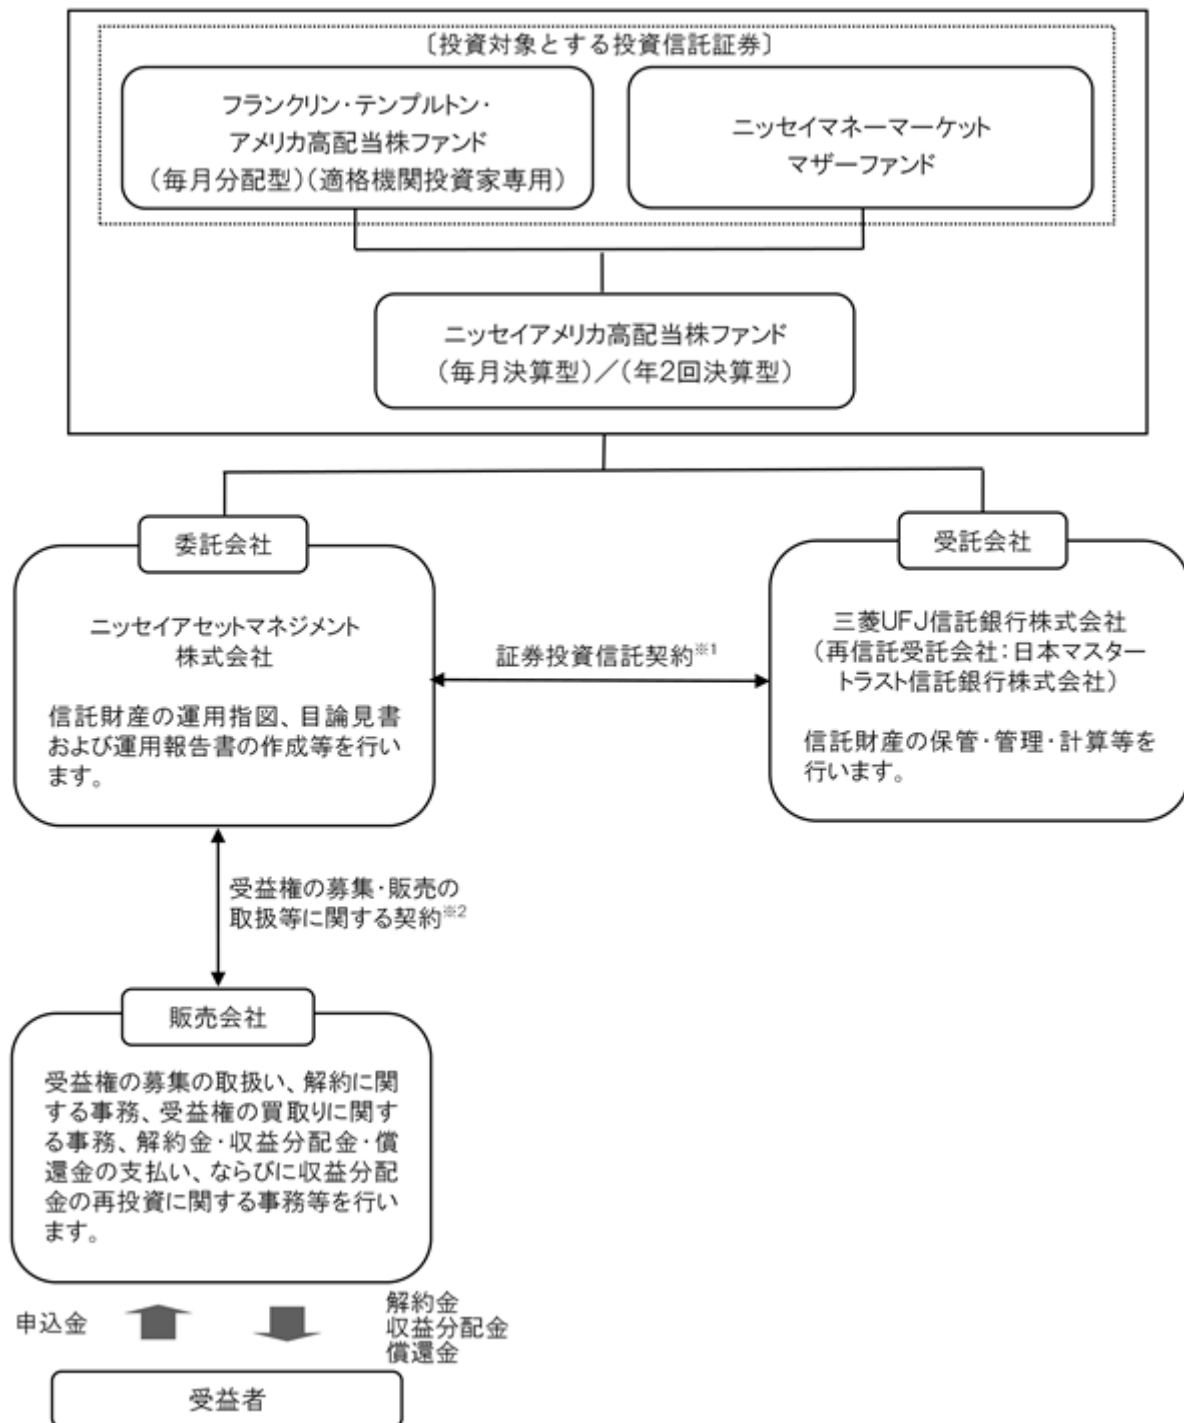 〔投資対象とする投資信託証券〕
フランクリン・テンプルトン・
アメリカ高配当株ファンド
（毎月分配型）（適格機関投資家専用）
ニッセイマネーマーケット
マザーファンド
ニッセイアメリカ高配当株ファンド
（毎月決算型）／（年2回決算型）
委託会社
ニッセイアセットマネジメント
株式会社
信託財産の運用指図、目論見書
および運用報告書の作成等を行い
ます。
証券投資信託契約※1
受託会社
三菱UFJ信託銀行株式会社
（再信託受託会社：日本マスター
トラスト信託銀行株式会社）
信託財産の保管・管理・計算等を
行います。
受益権の募集・販売の
取扱等に関する契約※2
販売会社
受益権の募集の取扱い、解約に関
する事務、受益権の買取りに関す
る事務、解約金・収益分配金・償
還金の支払い、ならびに収益分配
金の再投資に関する事務等を行い
ます。
申込金
解約金
収益分配金
償還金
受益者